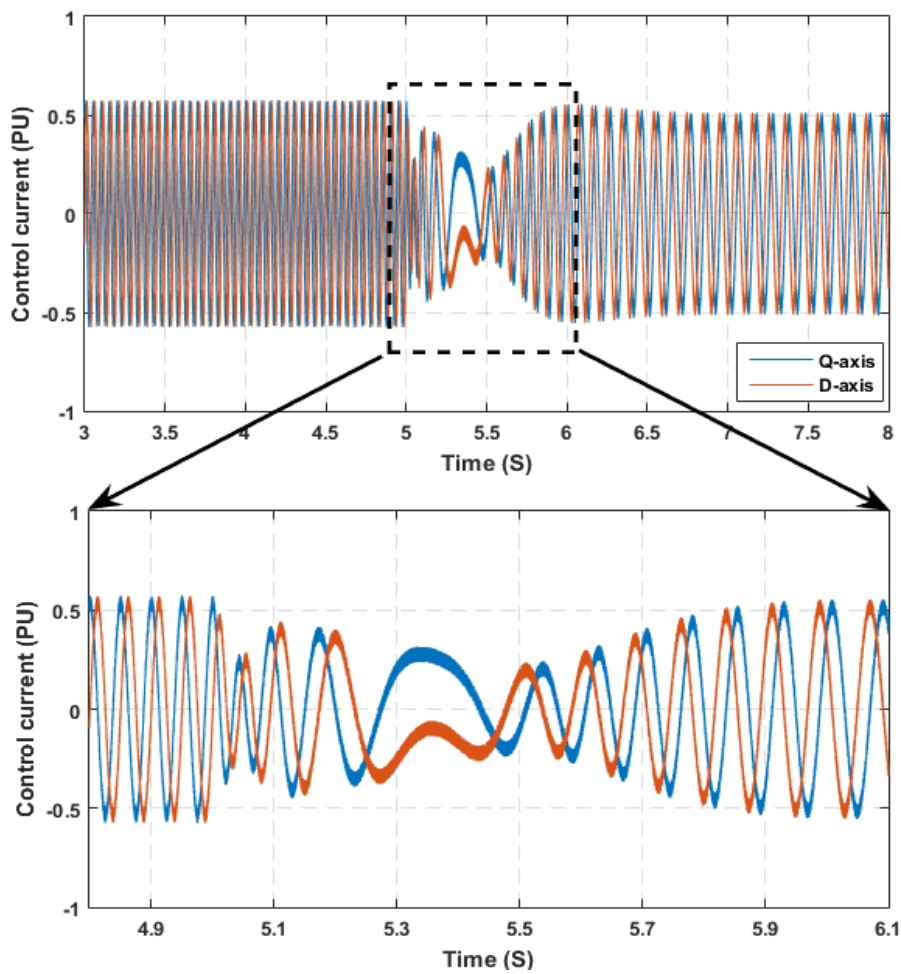 Control current (PU)
1
0.5
0
-0.5
-1
Q-axis
D-axis
3 3.5 4 4.5 5 5.5 6 6.5 7 7.5 8
Time (S)
Control current (PU)
1
0.5
0
-0.5
-1
4.9 5.1 5.3 5.5 5.7 5.9 6.1
Time (S)